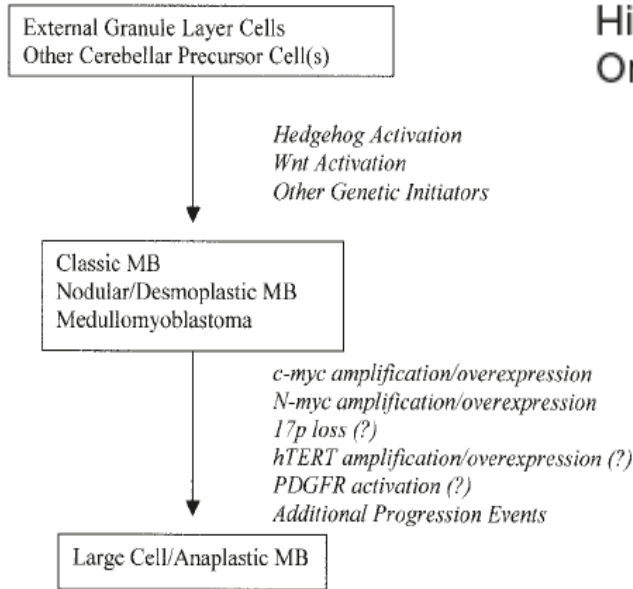 External Granule Layer Cells
Other Cerebellar Precursor Cell(s)
Hedgehog Activation
Wnt Activation
Other Genetic Initiators
Classic MB
Nodular/Desmoplastic MB
Medullomyoblastoma
c-myc amplification/overexpression
N-myc amplification/overexpression
17p loss (?)
hTERT amplification/overexpression (?)
PDGFR activation (?)
Additional Progression Events
Large Cell/Anaplastic MB